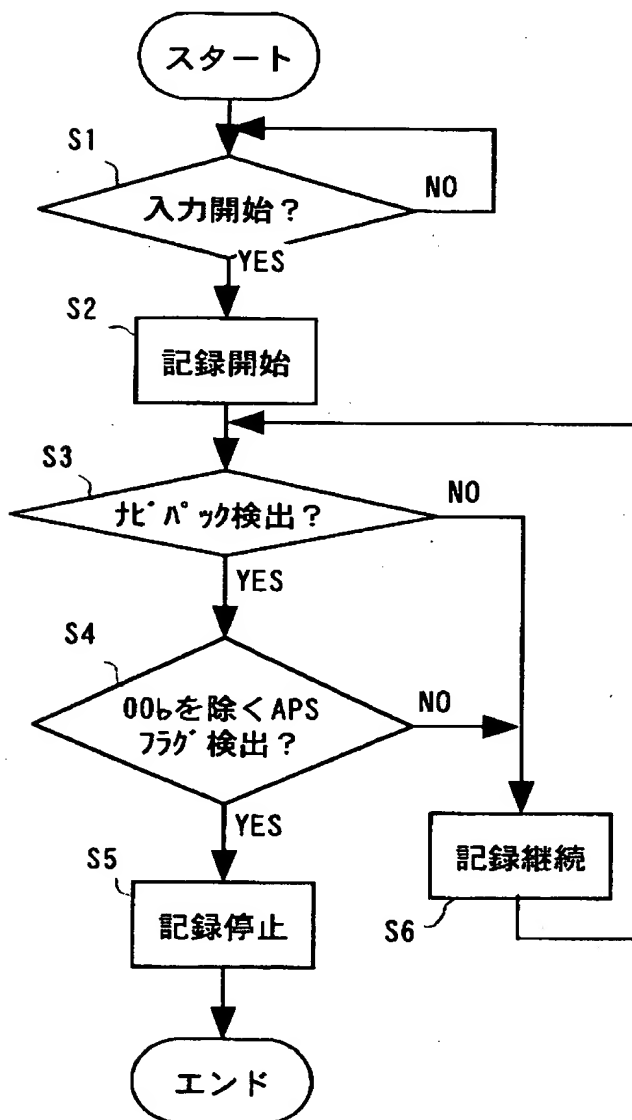 スタート
S1
入力開始?
NO
YES
S2
記録開始
S3
ナビパック検出?
NO
YES
S4
00bを除くAPS
フラグ検出?
NO
YES
S5
記録停止
記録継続
S6
エンド